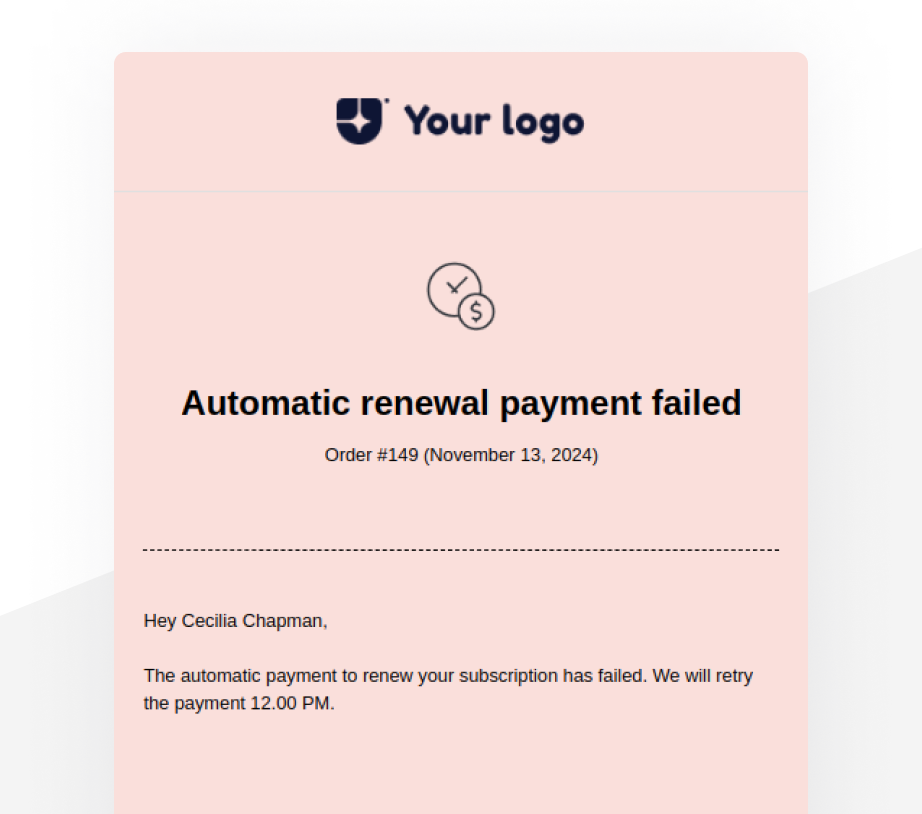 Your logo
$
Automatic renewal payment failed
Order #149 (November 13, 2024)
Hey Cecilia Chapman,
The automatic payment to renew your subscription has failed. We will retry
the payment 12.00 PM.